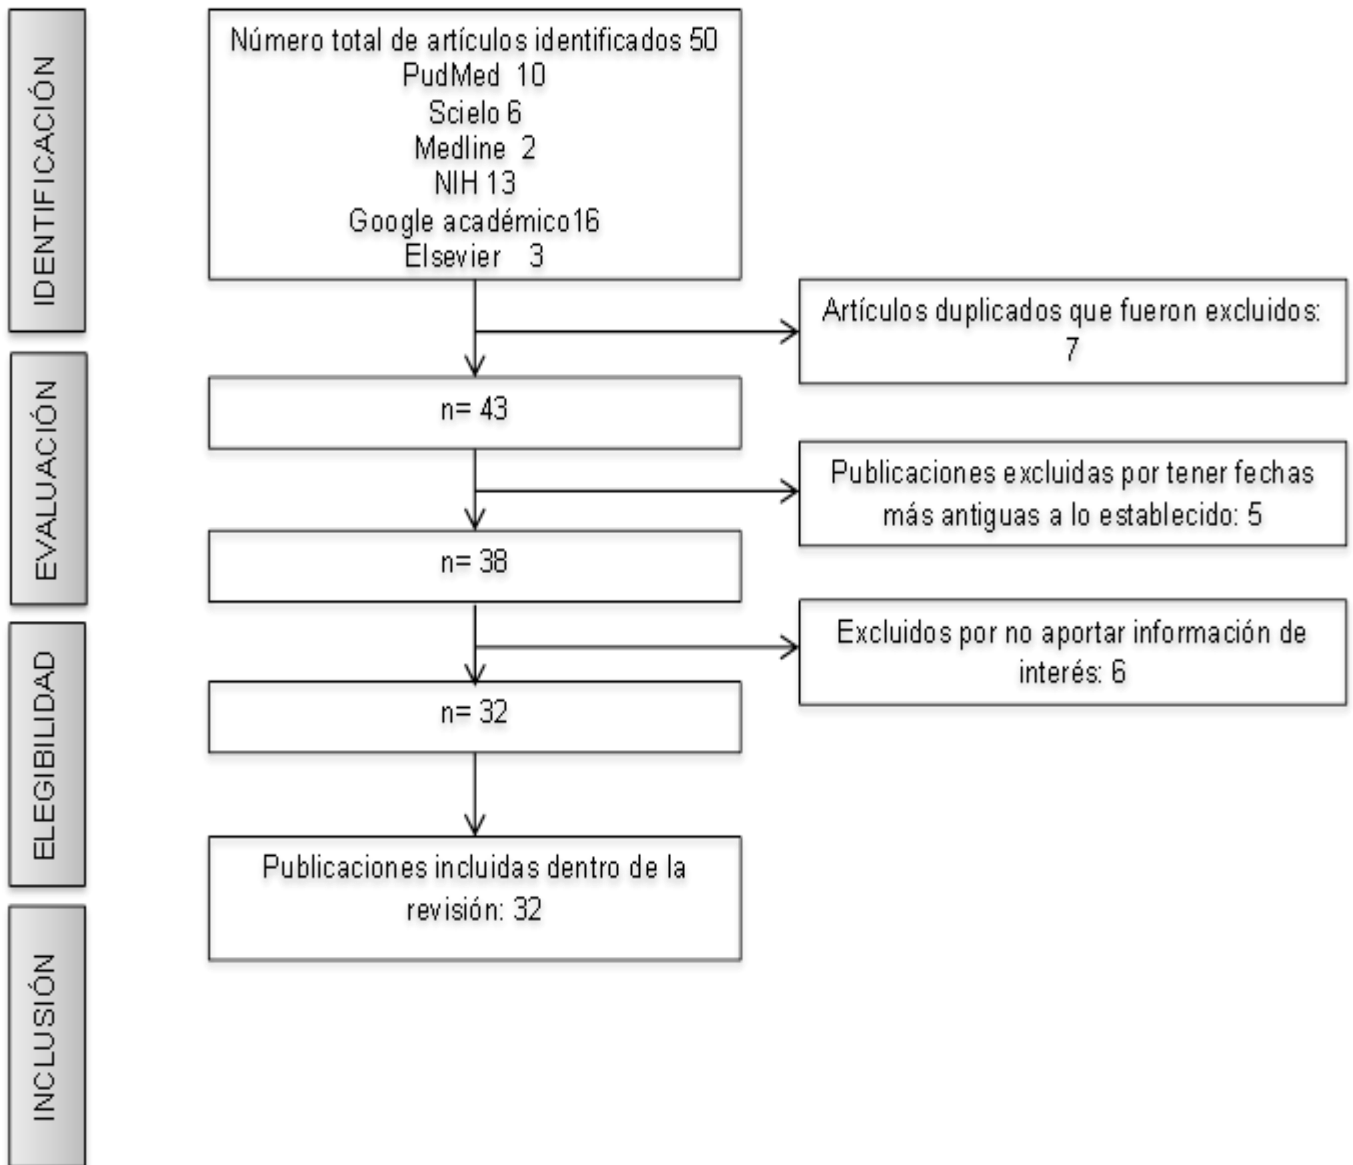 IDENTIFICACIÓN
Número total de artículos identificados 50
PudMed 10
Scielo 6
Medline 2
NIH 13
Google académico16
Elsevier 3
Artículos duplicados que fueron excluidos:
7
EVALUACIÓN
n= 43
Publicaciones excluidas por tener fechas
más antiguas a lo establecido: 5
n= 38
ELEGIBILIDAD
Excluidos por no aportar información de
interés: 6
n= 32
Publicaciones incluidas dentro de la
revisión: 32
INCLUSIÓN